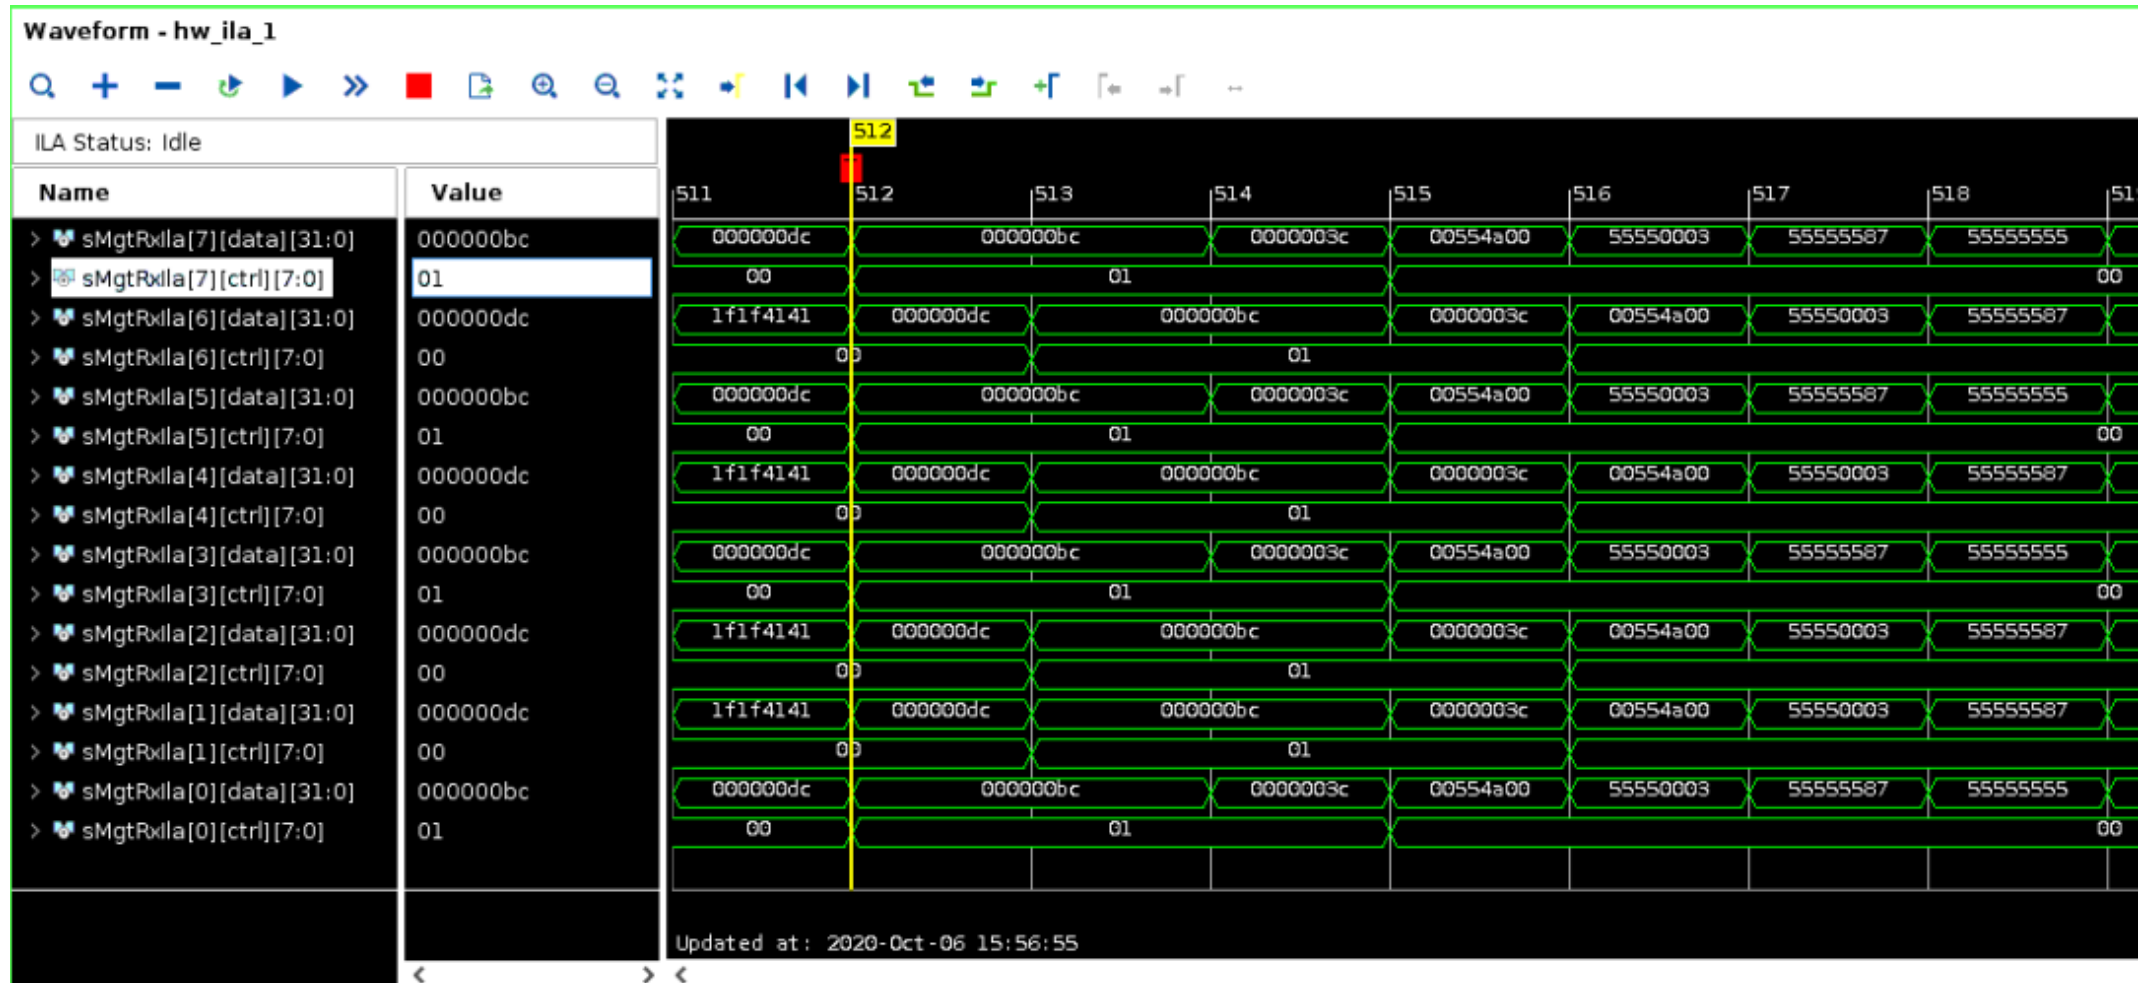 Waveform - hw_ila_1
ILA Status: Idle
512
Name Value 511 512 513 514 515 516 517 518 51
sMgtRxIla[7][data][31:0] 000000bc 000000dc 000000bc 0000003c 00554a00 55550003 55555587 55555555
sMgtRxIla[7][ctrl][7:0] 01 00 01 00
sMgtRxIla[6][data][31:0] 000000dc 1f1f4141 000000dc 000000bc 0000003c 00554a00 55550003 55555587
sMgtRxIla[6][ctrl][7:0] 00 00 01
sMgtRxIla[5][data][31:0] 000000bc 000000dc 000000bc 0000003c 00554a00 55550003 55555587 55555555
sMgtRxIla[5][ctrl][7:0] 01 00 01 00
sMgtRxIla[4][data][31:0] 000000dc 1f1f4141 000000dc 000000bc 0000003c 00554a00 55550003 55555587
sMgtRxIla[4][ctrl][7:0] 00 00 01
sMgtRxIla[3][data][31:0] 000000bc 000000dc 000000bc 0000003c 00554a00 55550003 55555587 55555555
sMgtRxIla[3][ctrl][7:0] 01 00 01 00
sMgtRxIla[2][data][31:0] 000000dc 1f1f4141 000000dc 000000bc 0000003c 00554a00 55550003 55555587
sMgtRxIla[2][ctrl][7:0] 00 00 01
sMgtRxIla[1][data][31:0] 000000dc 1f1f4141 000000dc 000000bc 0000003c 00554a00 55550003 55555587
sMgtRxIla[1][ctrl][7:0] 00 00 01
sMgtRxIla[0][data][31:0] 000000bc 000000dc 000000bc 0000003c 00554a00 55550003 55555587 55555555
sMgtRxIla[0][ctrl][7:0] 01 00 01 00
Updated at: 2020-Oct-06 15:56:55